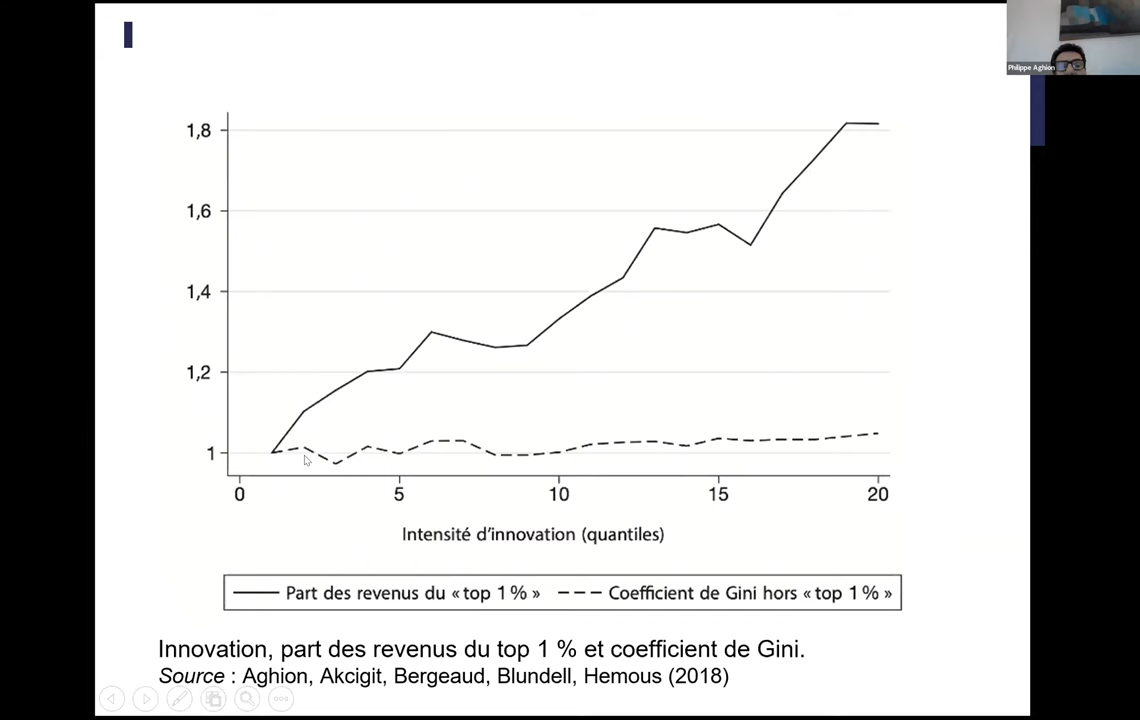 Philippe Aghion
1,8
1,6
1,4
1,2
1
0 5 10 15 20
Intensité d'innovation (quantiles)
Part des revenus du « top 1 % » Coefficient de Gini hors « top 1 % »
Innovation, part des revenus du top 1 % et coefficient de Gini.
Source : Aghion, Akcigit, Bergeaud, Blundell, Hemous (2018)